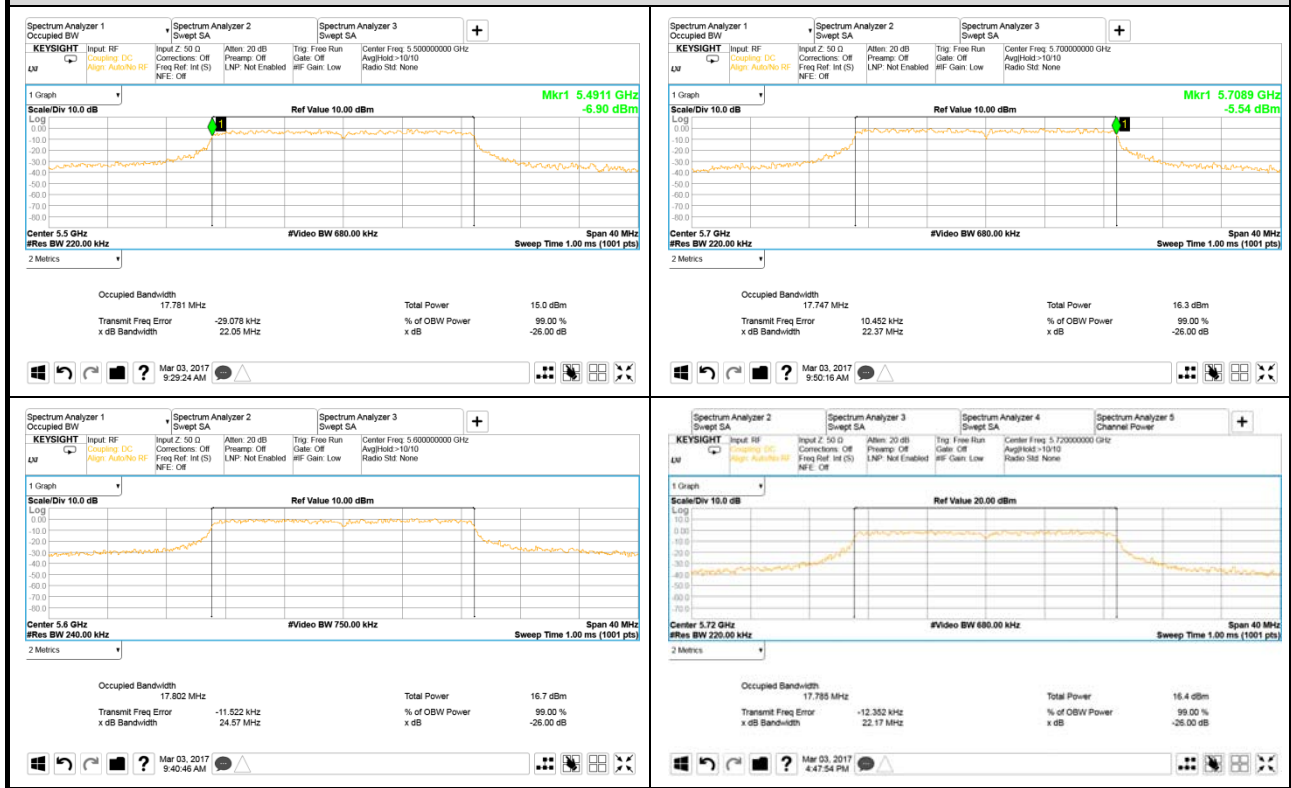 Spectrum Analyzer 1
Occupied BW
Spectrum Analyzer 2
Swept SA
Spectrum Analyzer 3
Swept SA
+
KEYSIGHT
LXI
Input: RF
Coupling: DC
Align: Auto/No RF
Input Z: 50 Ω
Corrections: Off
Freq Ref: Int (S)
NFE: Off
Atten: 20 dB
Preamp: Off
LNP: Not Enabled
Trig: Free Run
Gate: Off
#IF Gain: Low
Center Freq: 5.500000000 GHz
Avg|Hold:>10/10
Radio Std: None
1 Graph
Scale/Div 10.0 dB
Ref Value 10.00 dBm
Mkr1 5.4911 GHz
-6.90 dBm
Log
0.00
-10.0
-20.0
-30.0
-40.0
-50.0
-60.0
-70.0
-80.0
1
Center 5.5 GHz
#Video BW 680.00 kHz
Span 40 MHz
#Res BW 220.00 kHz
Sweep Time 1.00 ms (1001 pts)
2 Metrics
Occupied Bandwidth
17.781 MHz
Total Power 15.0 dBm
Transmit Freq Error -29.078 kHz
% of OBW Power 99.00 %
x dB Bandwidth 22.05 MHz
x dB -26.00 dB
?
Mar 03, 2017
9:29:24 AM
Spectrum Analyzer 1
Occupied BW
Spectrum Analyzer 2
Swept SA
Spectrum Analyzer 3
Swept SA
+
KEYSIGHT
LXI
Input: RF
Coupling: DC
Align: Auto/No RF
Input Z: 50 Ω
Corrections: Off
Freq Ref: Int (S)
NFE: Off
Atten: 20 dB
Preamp: Off
LNP: Not Enabled
Trig: Free Run
Gate: Off
#IF Gain: Low
Center Freq: 5.700000000 GHz
Avg|Hold:>10/10
Radio Std: None
1 Graph
Scale/Div 10.0 dB
Ref Value 10.00 dBm
Mkr1 5.7089 GHz
-5.54 dBm
Log
0.00
-10.0
-20.0
-30.0
-40.0
-50.0
-60.0
-70.0
-80.0
1
Center 5.7 GHz
#Video BW 680.00 kHz
Span 40 MHz
#Res BW 220.00 kHz
Sweep Time 1.00 ms (1001 pts)
2 Metrics
Occupied Bandwidth
17.747 MHz
Total Power 16.3 dBm
Transmit Freq Error 10.452 kHz
% of OBW Power 99.00 %
x dB Bandwidth 22.37 MHz
x dB -26.00 dB
?
Mar 03, 2017
9:50:16 AM
Spectrum Analyzer 1
Occupied BW
Spectrum Analyzer 2
Swept SA
Spectrum Analyzer 3
Swept SA
+
KEYSIGHT
LXI
Input: RF
Coupling: DC
Align: Auto/No RF
Input Z: 50 Ω
Corrections: Off
Freq Ref: Int (S)
NFE: Off
Atten: 20 dB
Preamp: Off
LNP: Not Enabled
Trig: Free Run
Gate: Off
#IF Gain: Low
Center Freq: 5.600000000 GHz
Avg|Hold:>10/10
Radio Std: None
1 Graph
Scale/Div 10.0 dB
Ref Value 10.00 dBm
Log
0.00
-10.0
-20.0
-30.0
-40.0
-50.0
-60.0
-70.0
-80.0
Center 5.6 GHz
#Video BW 750.00 kHz
Span 40 MHz
#Res BW 240.00 kHz
Sweep Time 1.00 ms (1001 pts)
2 Metrics
Occupied Bandwidth
17.802 MHz
Total Power 16.7 dBm
Transmit Freq Error -11.522 kHz
% of OBW Power 99.00 %
x dB Bandwidth 24.57 MHz
x dB -26.00 dB
?
Mar 03, 2017
9:40:46 AM
Spectrum Analyzer 2
Swept SA
Spectrum Analyzer 3
Swept SA
Spectrum Analyzer 4
Swept SA
Spectrum Analyzer 5
Channel Power
+
KEYSIGHT
LXI
Input: RF
Coupling: DC
Align: Auto/No RF
Input Z: 50 Ω
Corrections: Off
Freq Ref: Int (S)
NFE: Off
Atten: 20 dB
Preamp: Off
LNP: Not Enabled
Trig: Free Run
Gate: Off
#IF Gain: Low
Center Freq: 5.720000000 GHz
Avg|Hold:>10/10
Radio Std: None
1 Graph
Scale/Div 10.0 dB
Ref Value 20.00 dBm
Log
10.0
0.00
-10.0
-20.0
-30.0
-40.0
-50.0
-60.0
-70.0
Center 5.72 GHz
#Video BW 680.00 kHz
Span 40 MHz
#Res BW 220.00 kHz
Sweep Time 1.00 ms (1001 pts)
2 Metrics
Occupied Bandwidth
17.785 MHz
Total Power 16.4 dBm
Transmit Freq Error -12.352 kHz
% of OBW Power 99.00 %
x dB Bandwidth 22.17 MHz
x dB -26.00 dB
?
Mar 03, 2017
4:47:54 PM